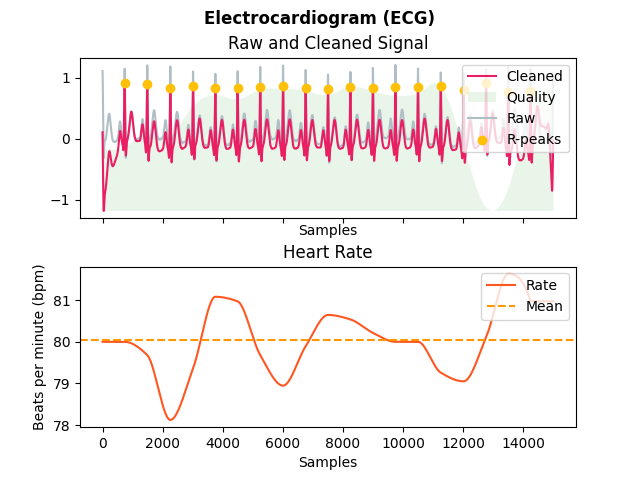 Electrocardiogram (ECG)
Raw and Cleaned Signal
1
0
−1
Cleaned
Quality
Raw
R-peaks
Samples
Heart Rate
Beats per minute (bpm)
81
80
79
78
Rate
Mean
0 2000 4000 6000 8000 10000 12000 14000
Samples